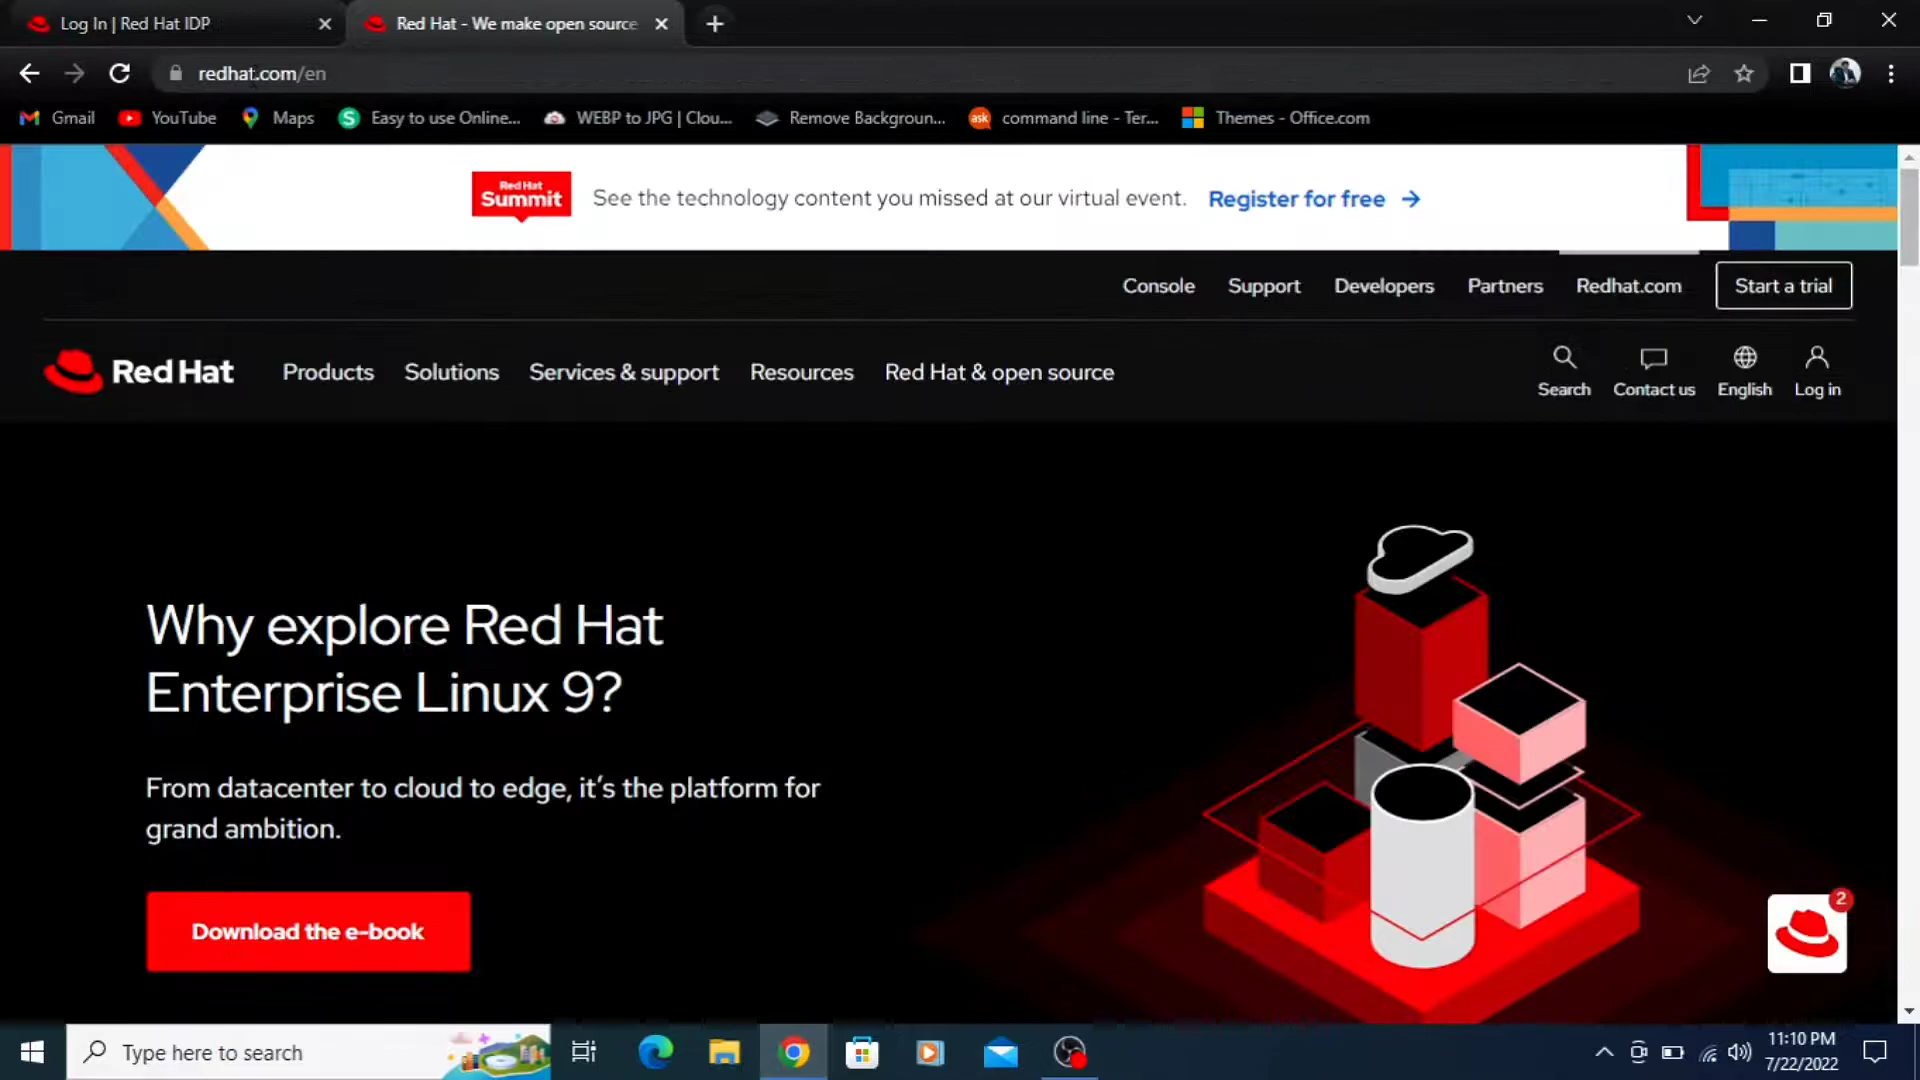 Log In | Red Hat IDP
Red Hat - We make open source
redhat.com/en
Gmail
YouTube
Maps
Easy to use Online...
WEBP to JPG | Clou...
Remove Backgroun...
ask
command line - Ter...
Themes - Office.com
Red Hat
Summit
See the technology content you missed at our virtual event. Register for free →
Console
Support
Developers
Partners
Redhat.com
Start a trial
Red Hat
Products
Solutions
Services & support
Resources
Red Hat & open source
Search
Contact us
English
Log in
Why explore Red Hat
Enterprise Linux 9?
From datacenter to cloud to edge, it's the platform for
grand ambition.
Download the e-book
2
Type here to search
11:10 PM
7/22/2022